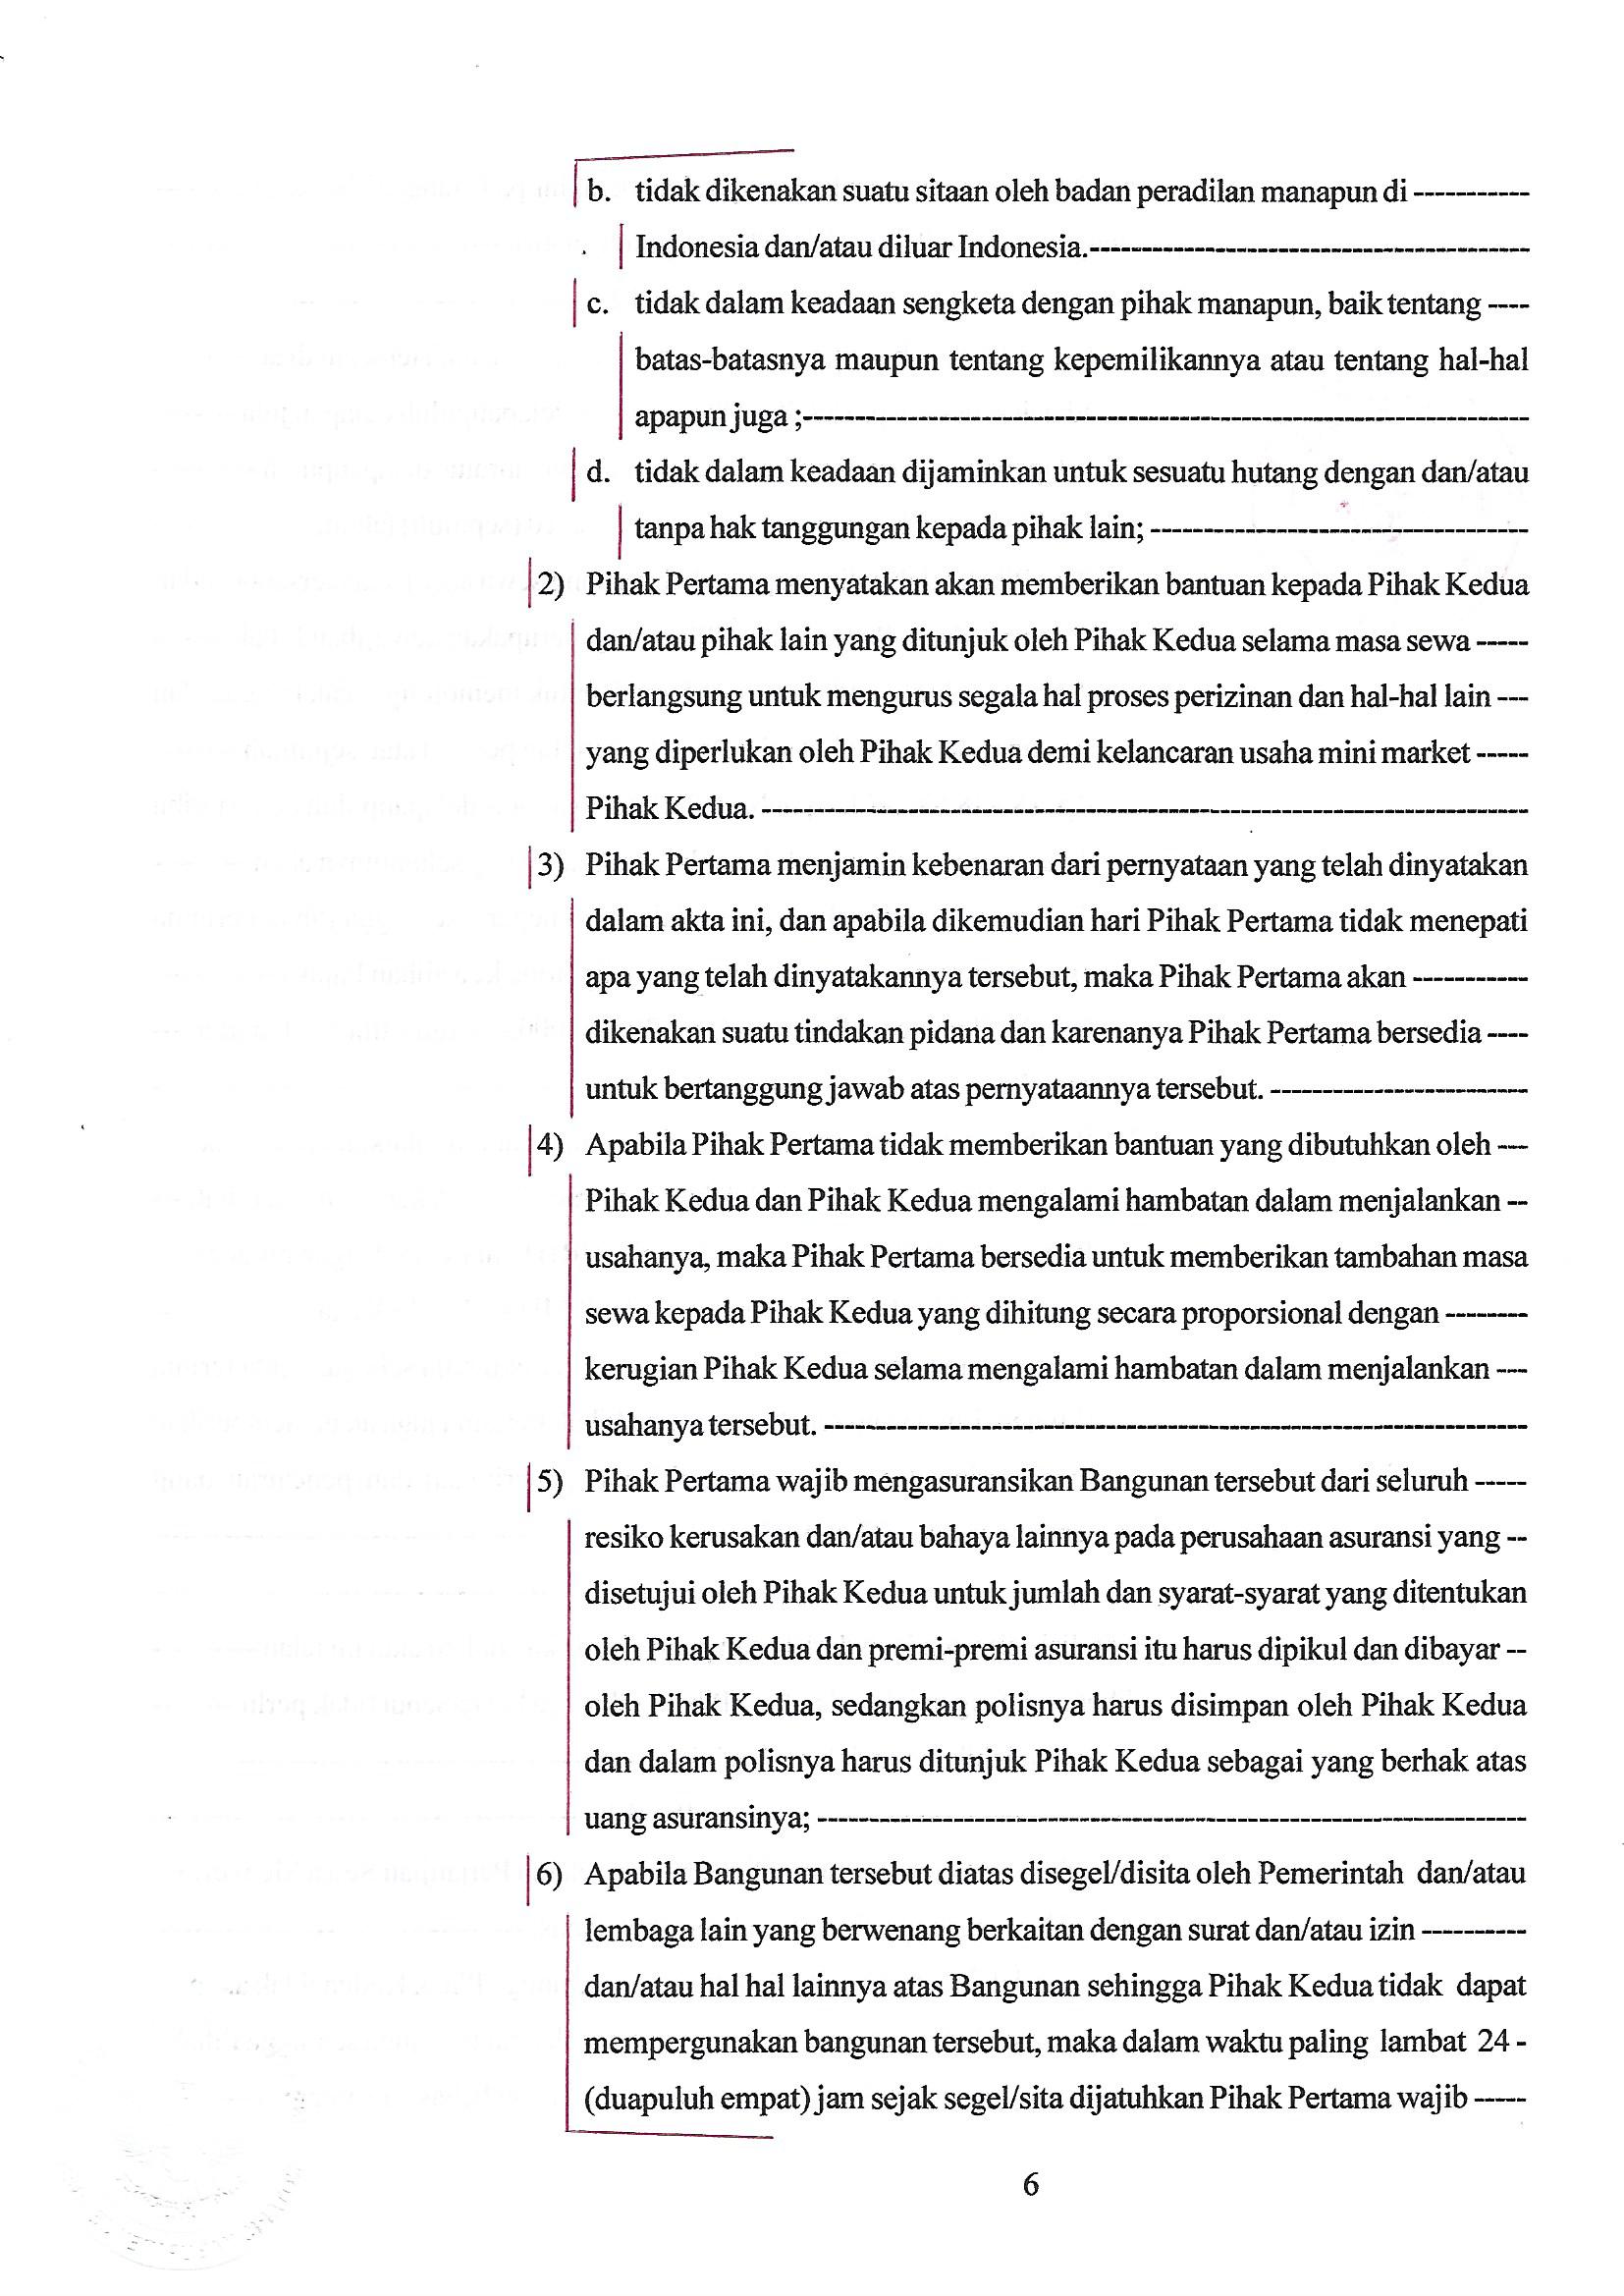 b. tidak dikenakan suatu sitaan oleh badan peradilan manapun di -----------
Indonesia dan/atau diluar Indonesia.------------------------------------------
c. tidak dalam keadaan sengketa dengan pihak manapun, baik tentang ----
batas-batasnya maupun tentang kepemilikannya atau tentang hal-hal
apapun juga ;----------------------------------------------------------------------
d. tidak dalam keadaan dijaminkan untuk sesuatu hutang dengan dan/atau
tanpa hak tanggungan kepada pihak lain; ------------------------------------
2) Pihak Pertama menyatakan akan memberikan bantuan kepada Pihak Kedua
dan/atau pihak lain yang ditunjuk oleh Pihak Kedua selama masa sewa -----
berlangsung untuk mengurus segala hal proses perizinan dan hal-hal lain ---
yang diperlukan oleh Pihak Kedua demi kelancaran usaha mini market -----
Pihak Kedua. --------------------------------------------------------------------------
3) Pihak Pertama menjamin kebenaran dari pernyataan yang telah dinyatakan
dalam akta ini, dan apabila dikemudian hari Pihak Pertama tidak menepati
apa yang telah dinyatakannya tersebut, maka Pihak Pertama akan -----------
dikenakan suatu tindakan pidana dan karenanya Pihak Pertama bersedia ----
untuk bertanggung jawab atas pernyataannya tersebut. -------------------------
4) Apabila Pihak Pertama tidak memberikan bantuan yang dibutuhkan oleh ---
Pihak Kedua dan Pihak Kedua mengalami hambatan dalam menjalankan --
usahanya, maka Pihak Pertama bersedia untuk memberikan tambahan masa
sewa kepada Pihak Kedua yang dihitung secara proporsional dengan --------
kerugian Pihak Kedua selama mengalami hambatan dalam menjalankan ---
usahanya tersebut. --------------------------------------------------------------------
5) Pihak Pertama wajib mengasuransikan Bangunan tersebut dari seluruh -----
resiko kerusakan dan/atau bahaya lainnya pada perusahaan asuransi yang --
disetujui oleh Pihak Kedua untuk jumlah dan syarat-syarat yang ditentukan
oleh Pihak Kedua dan premi-premi asuransi itu harus dipikul dan dibayar --
oleh Pihak Kedua, sedangkan polisnya harus disimpan oleh Pihak Kedua
dan dalam polisnya harus ditunjuk Pihak Kedua sebagai yang berhak atas
uang asuransinya; --------------------------------------------------------------------
6) Apabila Bangunan tersebut diatas disegel/disita oleh Pemerintah dan/atau
lembaga lain yang berwenang berkaitan dengan surat dan/atau izin ----------
dan/atau hal hal lainnya atas Bangunan sehingga Pihak Kedua tidak dapat
mempergunakan bangunan tersebut, maka dalam waktu paling lambat 24 -
(duapuluh empat) jam sejak segel/sita dijatuhkan Pihak Pertama wajib -----
6